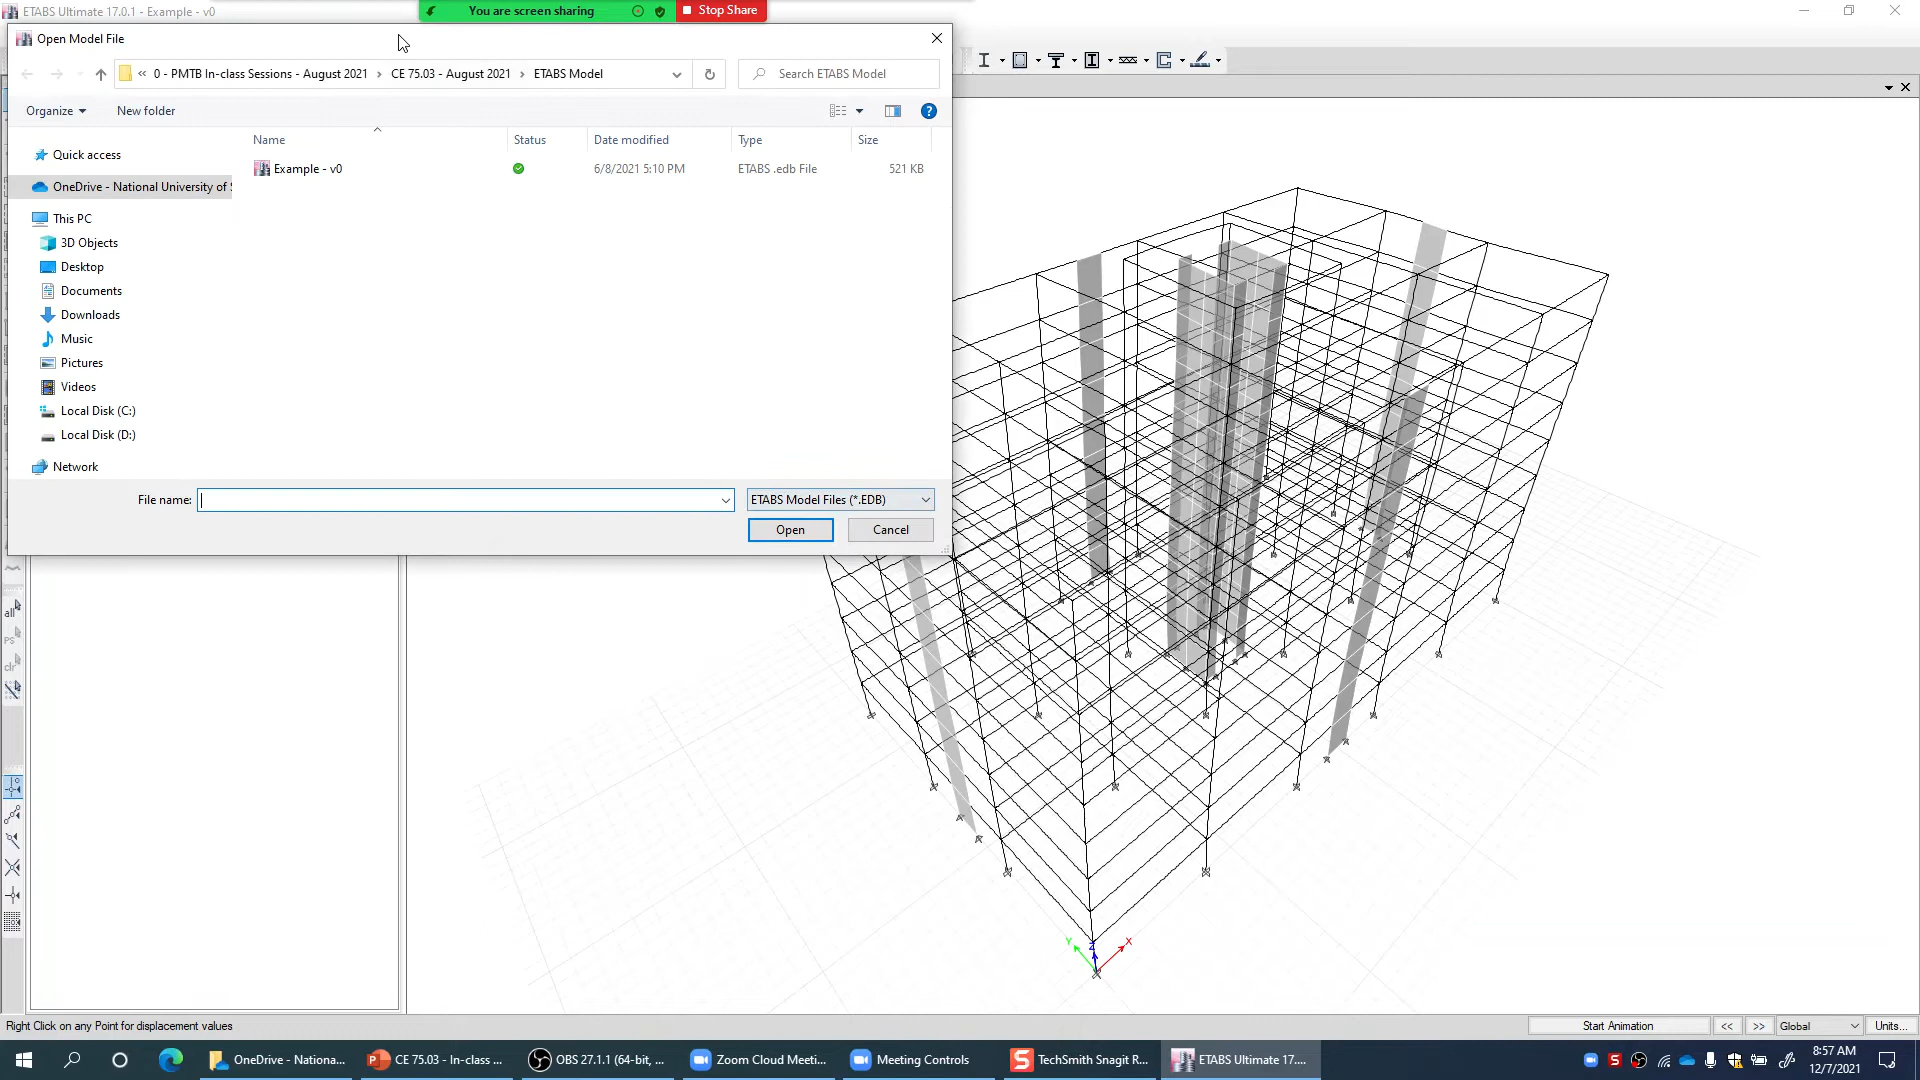 ETABS Ultimate 17.0.1 - Example - v0
You are screen sharing
Stop Share
Open Model File
« 0 - PMTB In-class Sessions - August 2021 › CE 75.03 - August 2021 › ETABS Model
Search ETABS Model
Organize
New folder
Name Status Date modified Type Size
Example - v0 6/8/2021 5:10 PM ETABS .edb File 521 KB
Quick access
OneDrive - National University of
This PC
3D Objects
Desktop
Documents
Downloads
Music
Pictures
Videos
Local Disk (C:)
Local Disk (D:)
Network
File name:
ETABS Model Files (*.EDB)
Open
Cancel
all
ps
clr
Y
Z
X
Right Click on any Point for displacement values
Start Animation
<<
>>
Global
Units...
OneDrive - Nationa...
CE 75.03 - In-class ...
OBS 27.1.1 (64-bit, ...
Zoom Cloud Meeti...
Meeting Controls
TechSmith Snagit R...
ETABS Ultimate 17....
8:57 AM
12/7/2021